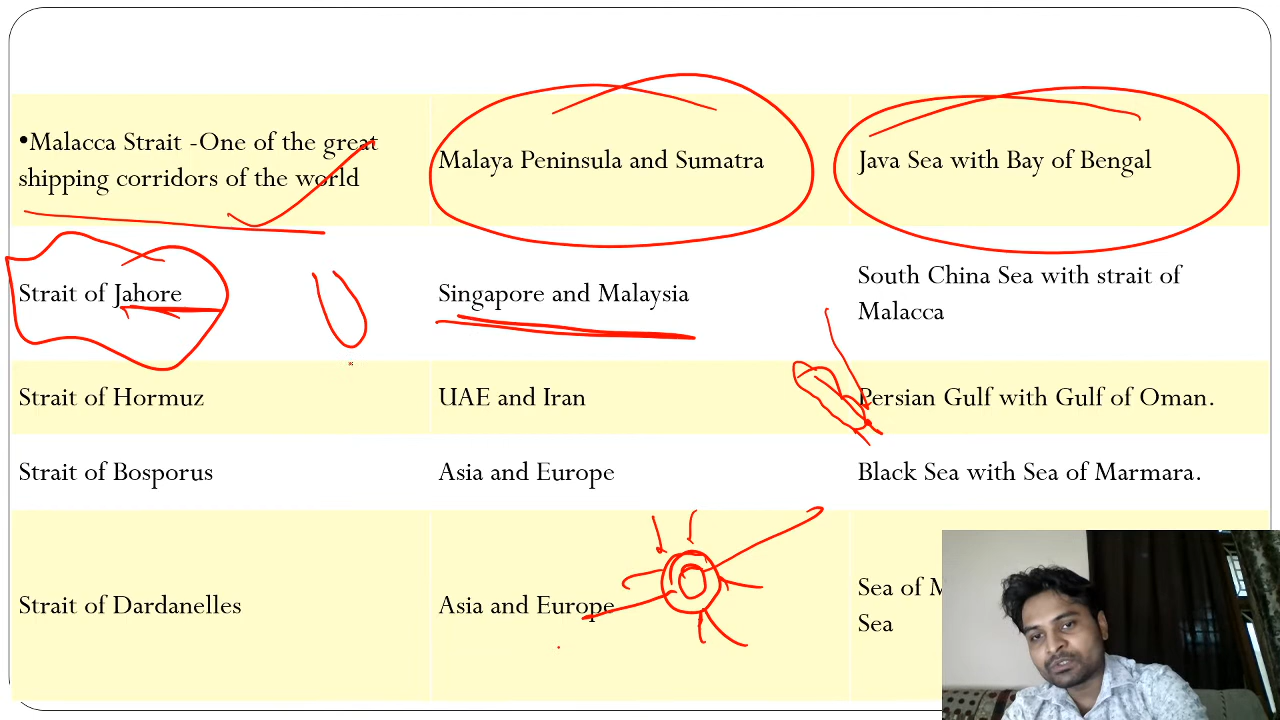 •Malacca Strait -One of the great
shipping corridors of the world
Malaya Peninsula and Sumatra
Java Sea with Bay of Bengal
Strait of Jahore
Singapore and Malaysia
South China Sea with strait of
Malacca
Strait of Hormuz
UAE and Iran
Persian Gulf with Gulf of Oman.
Strait of Bosporus
Asia and Europe
Black Sea with Sea of Marmara.
Strait of Dardanelles
Asia and Europe
Sea of
Sea